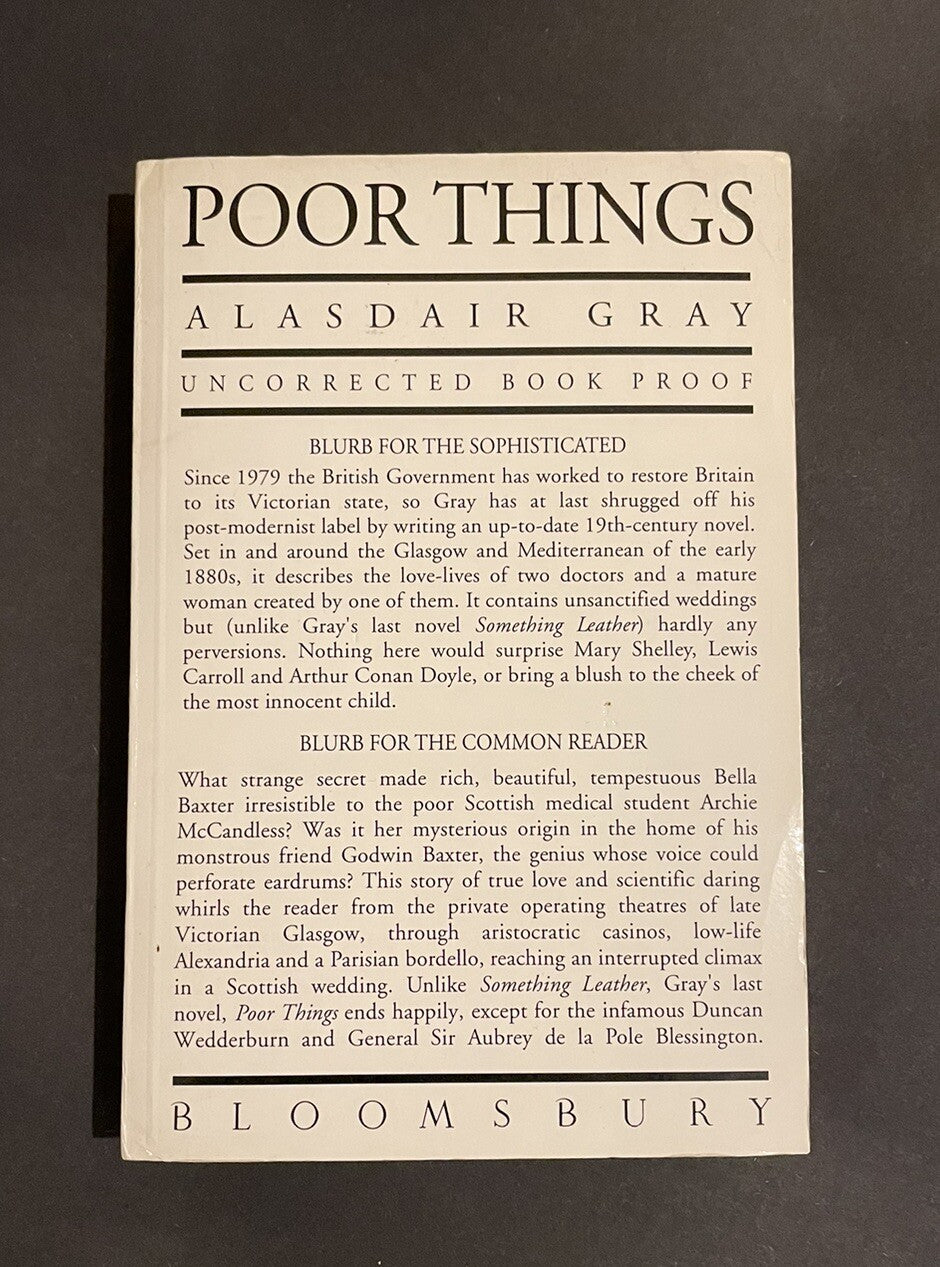 POOR THINGS
ALASDAIR GRAY
UNCORRECTED BOOK PROOF
BLURB FOR THE SOPHISTICATED
Since 1979 the British Government has worked to restore Britain
to its Victorian state, so Gray has at last shrugged off his
post-modernist label by writing an up-to-date 19th-century novel.
Set in and around the Glasgow and Mediterranean of the early
1880s, it describes the love-lives of two doctors and a mature
woman created by one of them. It contains unsanctified weddings
but (unlike Gray's last novel Something Leather) hardly any
perversions. Nothing here would surprise Mary Shelley, Lewis
Carroll and Arthur Conan Doyle, or bring a blush to the cheek of
the most innocent child.
BLURB FOR THE COMMON READER
What strange secret made rich, beautiful, tempestuous Bella
Baxter irresistible to the poor Scottish medical student Archie
McCandless? Was it her mysterious origin in the home of his
monstrous friend Godwin Baxter, the genius whose voice could
perforate eardrums? This story of true love and scientific daring
whirls the reader from the private operating theatres of late
Victorian Glasgow, through aristocratic casinos, low-life
Alexandria and a Parisian bordello, reaching an interrupted climax
in a Scottish wedding. Unlike Something Leather, Gray's last
novel, Poor Things ends happily, except for the infamous Duncan
Wedderburn and General Sir Aubrey de la Pole Blessington.
BLOOMSBURY